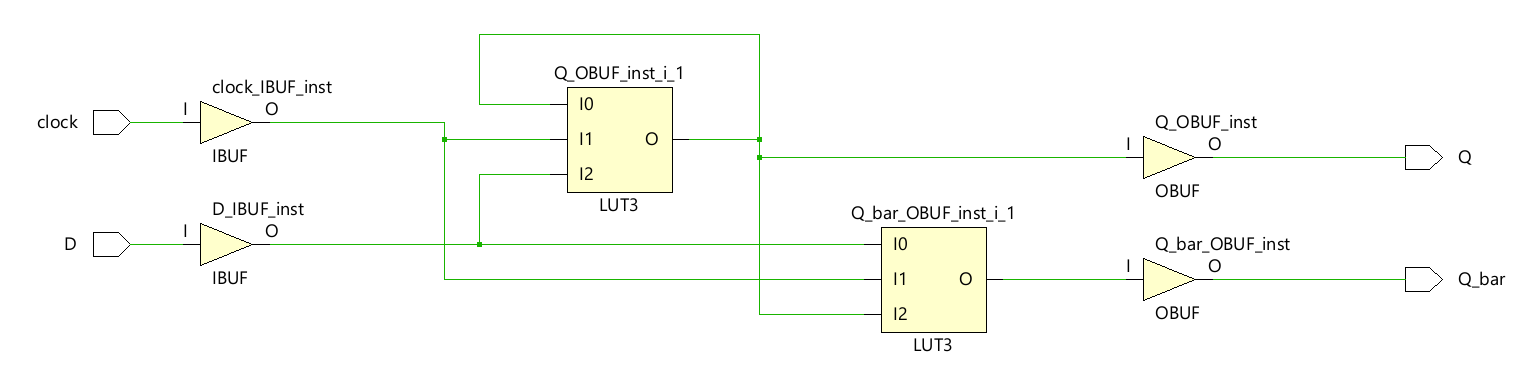 Q_OBUF_inst_i_1
clock_IBUF_inst
I0
I
O
clock
I1
O
Q_OBUF_inst
I
O
IBUF
I2
Q
LUT3
OBUF
D_IBUF_inst
Q_bar_OBUF_inst_i_1
I
O
D
I0
Q_bar_OBUF_inst
I
O
IBUF
I1
O
Q_bar
I2
OBUF
LUT3